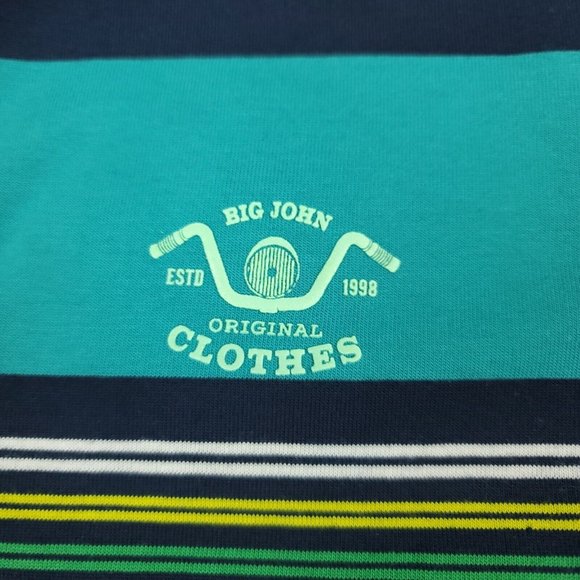 BIG JOHN
ESTD 1998
ORIGINAL
CLOTHES